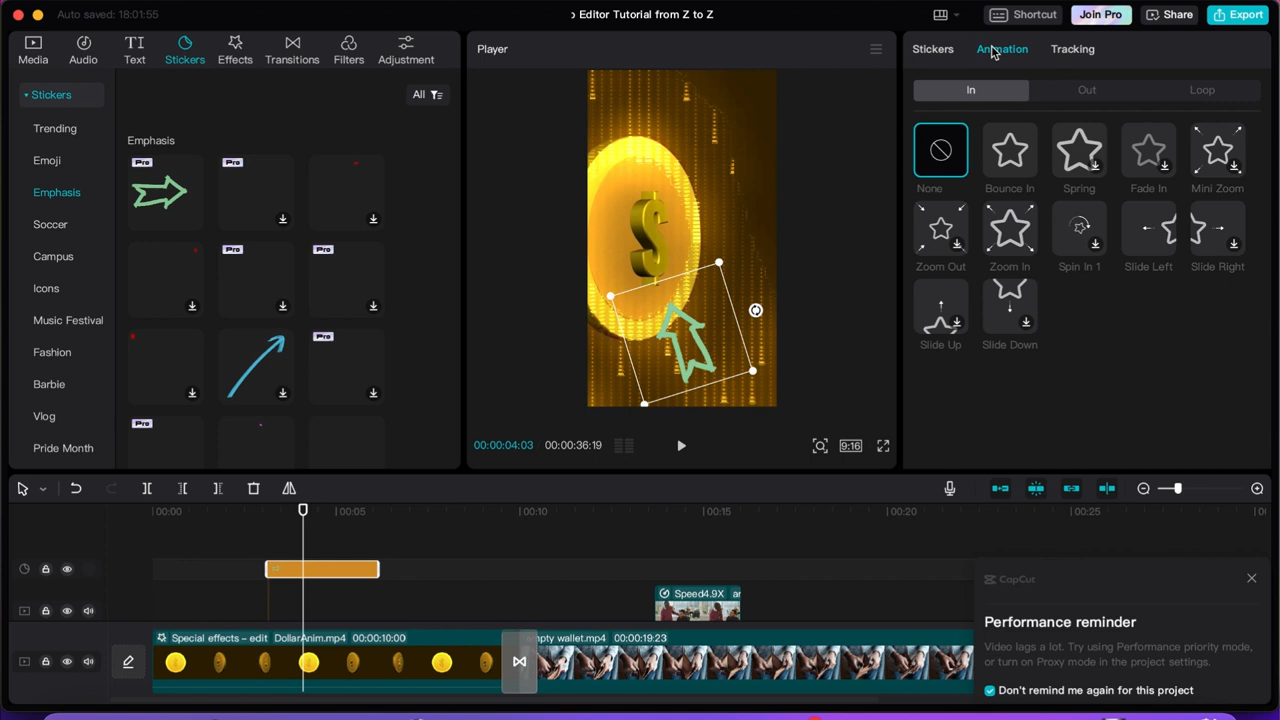 Auto saved: 18:01:55
Editor Tutorial from Z to Z
Shortcut
Join Pro
Share
Export
Media
Audio
Text
Stickers
Effects
Transitions
Filters
Adjustment
Stickers
Trending
Emoji
Emphasis
Soccer
Campus
Icons
Music Festival
Fashion
Barbie
Vlog
Pride Month
All
Emphasis
Pro
Pro
Pro
Pro
Pro
Pro
Player
$
00:00:04:03
00:00:36:19
9:16
Stickers
Animation
Tracking
In
Out
Loop
None
Bounce In
Spring
Fade In
Mini Zoom
Zoom Out
Zoom In
Spin In 1
Slide Left
Slide Right
Slide Up
Slide Down
00:00
00:05
00:10
00:15
00:20
00:25
Speed4.9X
Special effects – edit DollarAnim.mp4 00:00:10:00
mpty wallet.mp4 00:00:19:23
CapCut
Performance reminder
Video lags a lot. Try using Performance priority mode,
or turn on Proxy mode in the project settings.
Don't remind me again for this project